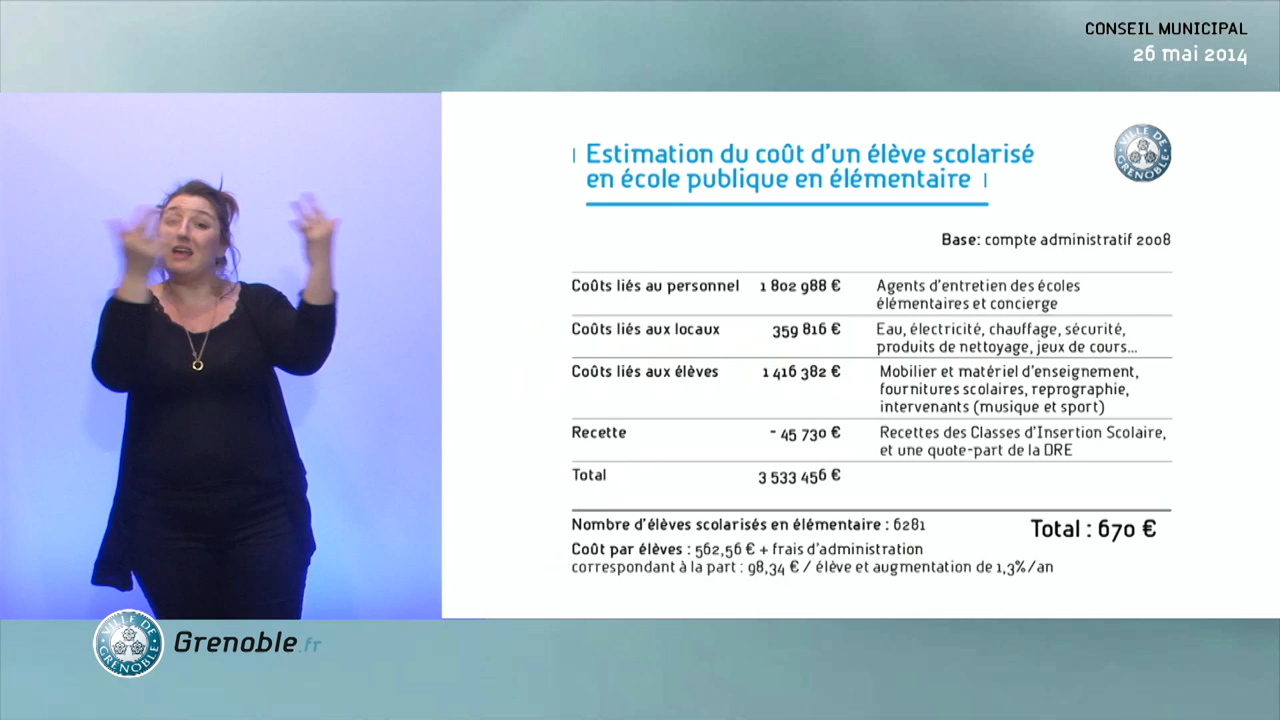 CONSEIL MUNICIPAL
26 mai 2014
Estimation du coût d'un élève scolarisé
en école publique en élémentaire
VILLE DE
GRENOBLE
Base: compte administratif 2008
Coûts liés au personnel 1 802 988 € Agents d'entretien des écoles
élémentaires et concierge
Coûts liés aux locaux 359 816 € Eau, électricité, chauffage, sécurité,
produits de nettoyage, jeux de cours...
Coûts liés aux élèves 1 416 382 € Mobilier et matériel d'enseignement,
fournitures scolaires, reprographie,
intervenants (musique et sport)
Recette - 45 730 € Recettes des Classes d'Insertion Scolaire,
et une quote-part de la DRE
Total 3 533 456 €
Nombre d'élèves scolarisés en élémentaire : 6281
Total : 670 €
Coût par élèves : 562,56 € + frais d'administration
correspondant à la part : 98,34 € / élève et augmentation de 1,3%/an
VILLE DE
GRENOBLE
Grenoble.fr